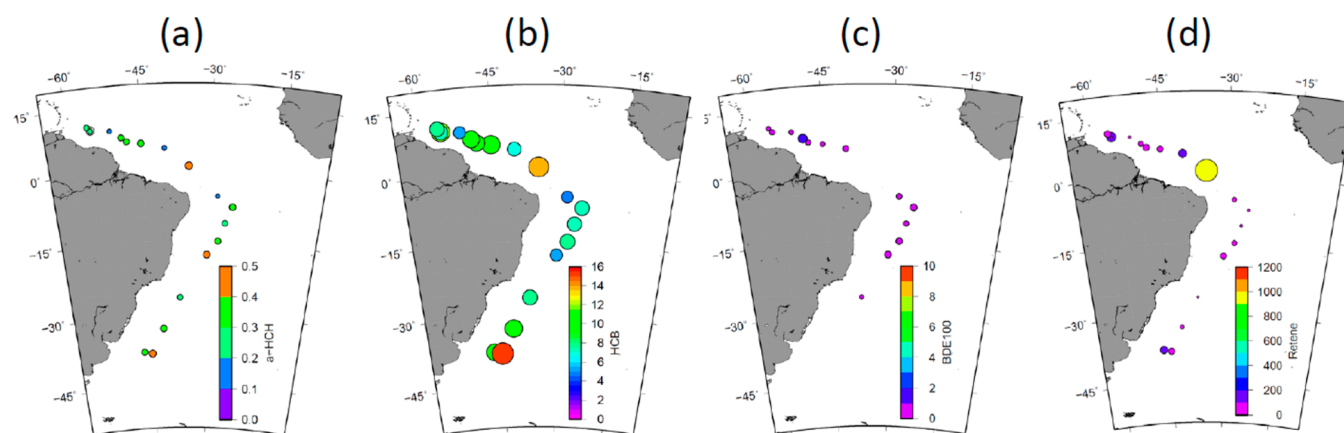 (a) (b) (c) (d)
−60° −45° −30° −15° −60° −45° −30° −15° −60° −45° −30° −15° −60° −45° −30° −15°
15° 15° 15° 15°
0° 0° 0° 0°
−15° −15° −15° −15°
−30° −30° −30° −30°
−45° −45° −45° −45°
0.5
0.4
0.3
0.2
0.1
0.0
a−HCH
16
14
12
10
8
6
4
2
0
HCB
10
8
6
4
2
0
BDE100
1200
1000
800
600
400
200
0
Retene